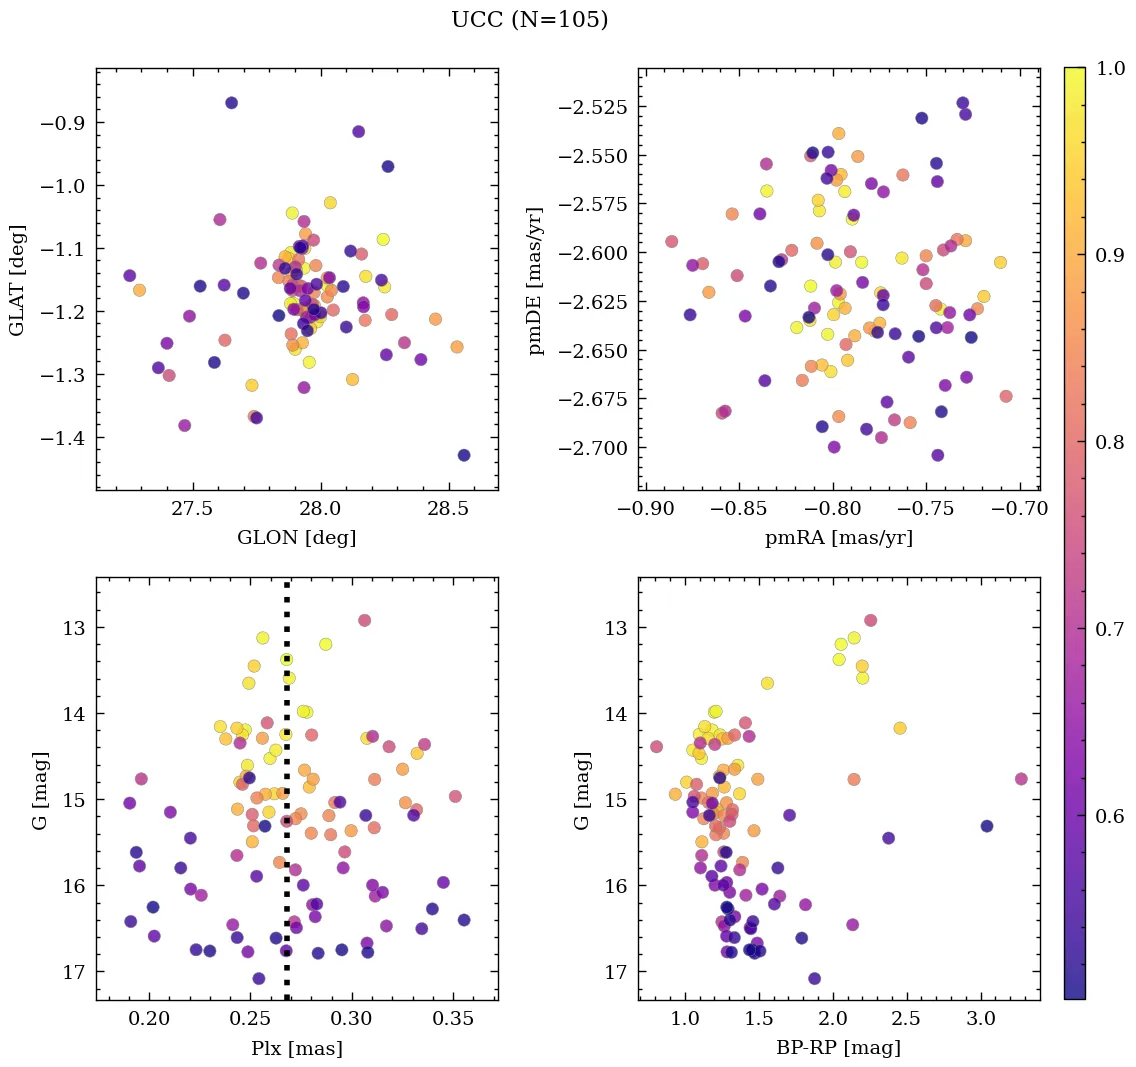 UCC (N=105)
−0.9
−1.0
−1.1
−1.2
−1.3
−1.4
GLAT [deg]
27.5 28.0 28.5
GLON [deg]
−2.525
−2.550
−2.575
−2.600
−2.625
−2.650
−2.675
−2.700
pmDE [mas/yr]
−0.90 −0.85 −0.80 −0.75 −0.70
pmRA [mas/yr]
13
14
15
16
17
G [mag]
0.20 0.25 0.30 0.35
Plx [mas]
13
14
15
16
17
G [mag]
1.0 1.5 2.0 2.5 3.0
BP-RP [mag]
1.0
0.9
0.8
0.7
0.6